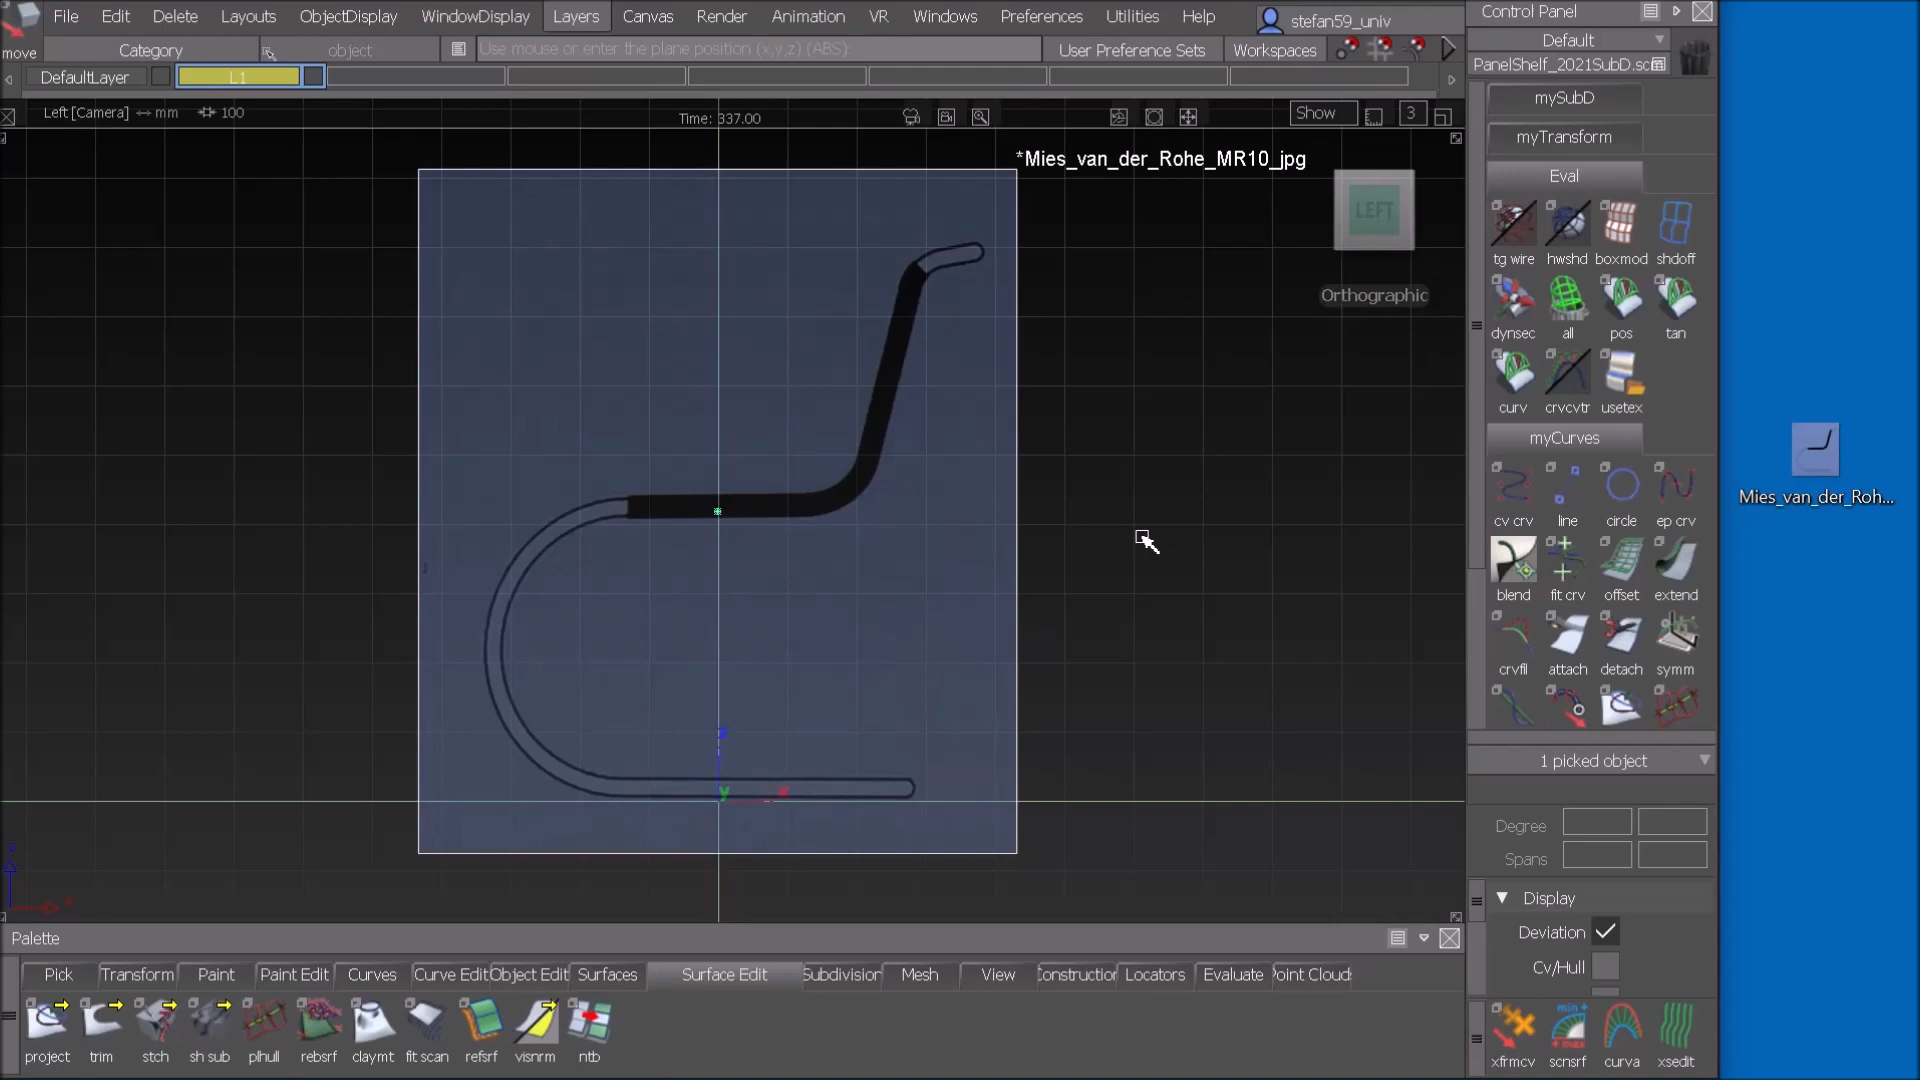 File Edit Delete Layouts ObjectDisplay WindowDisplay Layers Canvas Render Animation VR Windows Preferences Utilities Help stefan59_univ
move Category object Use mouse or enter the plane position (x,y,z) (ABS): User Preference Sets Workspaces
DefaultLayer L1
Left [Camera] mm 100 Time: 337.00 Show 3
*Mies_van_der_Rohe_MR10_jpg
LEFT
Orthographic
z
y x
z
x
Control Panel
Default
PanelShelf_2021SubD.sc
mySubD
myTransform
Eval
tg wire hwshd boxmod shdoff
dynsec all pos tan
curv crvcvtr usetex
myCurves
cv crv line circle ep crv
blend fit crv offset extend
crvfil attach detach symm
1 picked object
Degree
Spans
Display
Deviation
Cv/Hull
min +
+ max
xfrmcv scnsrf curva xsedit
Mies_van_der_Roh...
Palette
Pick Transform Paint Paint Edit Curves Curve Edit Object Edit Surfaces Surface Edit Subdivision Mesh View Construction Locators Evaluate Point Clouds
project trim stch sh sub plhull rebsrf claymt fit scan refsrf visnrm ntb